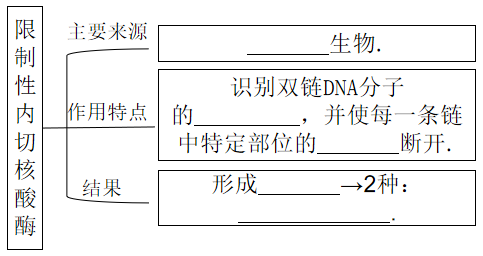 限制性内切核酸酶
主要来源
________生物.
作用特点
识别双链DNA分子
的__________，并使每一条链
中特定部位的________断开.
结果
形成________→2种：
______________.